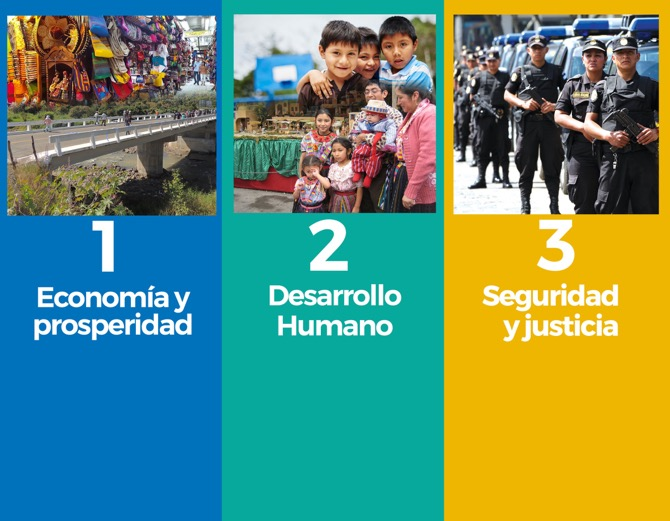 1
Economía y
prosperidad
2
Desarrollo
Humano
3
Seguridad
y justicia